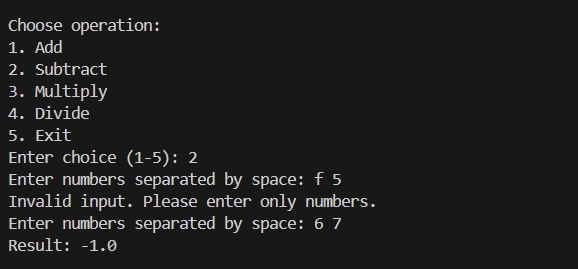 Choose operation:
1. Add
2. Subtract
3. Multiply
4. Divide
5. Exit
Enter choice (1-5): 2
Enter numbers separated by space: f 5
Invalid input. Please enter only numbers.
Enter numbers separated by space: 6 7
Result: -1.0